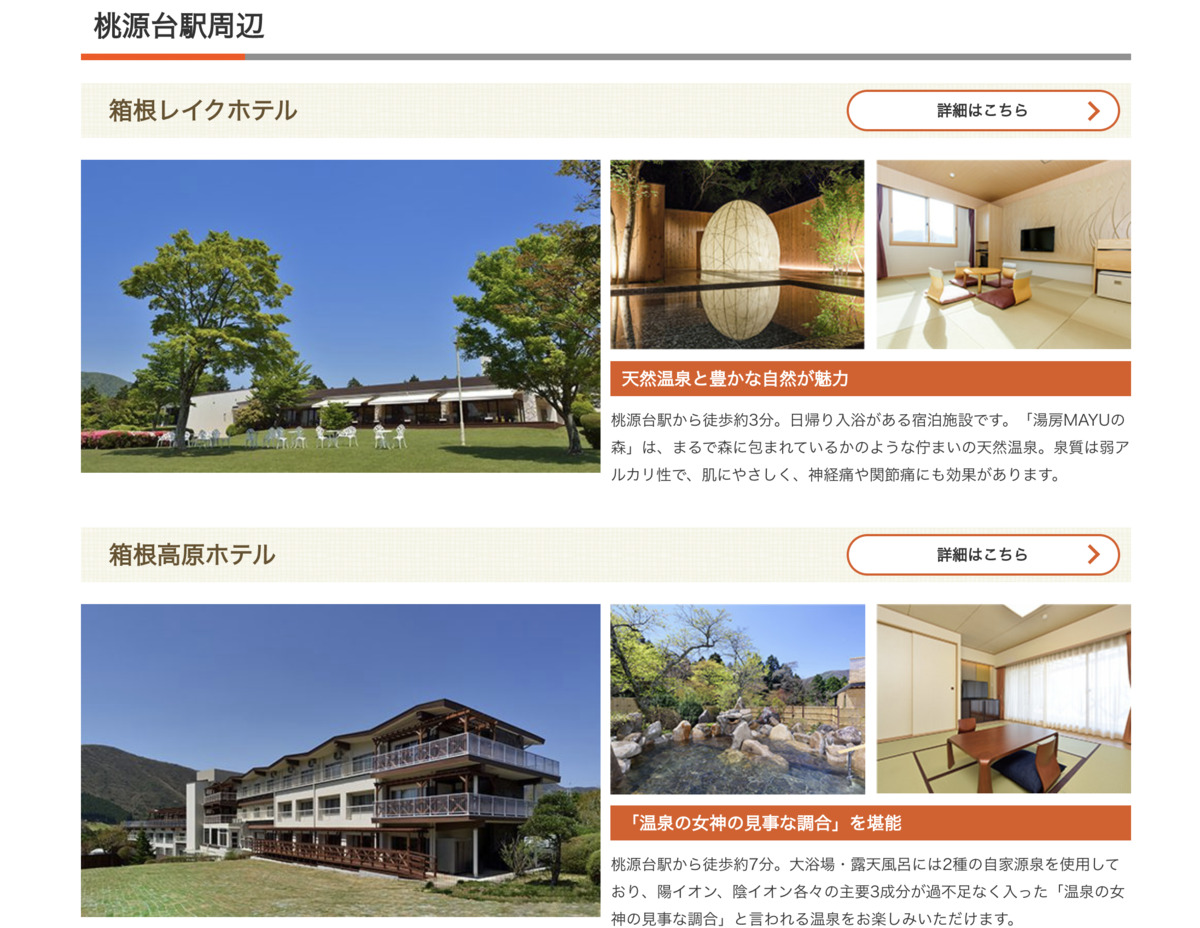 桃源台駅周辺
箱根レイクホテル
詳細はこちら
天然温泉と豊かな自然が魅力
桃源台駅から徒歩約3分。日帰り入浴がある宿泊施設です。「湯房MAYUの
森」は、まるで森に包まれているかのような佇まいの天然温泉。泉質は弱ア
ルカリ性で、肌にやさしく、神経痛や関節痛にも効果があります。
箱根高原ホテル
詳細はこちら
「温泉の女神の見事な調合」を堪能
桃源台駅から徒歩約7分。大浴場・露天風呂には2種の自家源泉を使用して
おり、陽イオン、陰イオン各々の主要3成分が過不足なく入った「温泉の女
神の見事な調合」と言われる温泉をお楽しみいただけます。